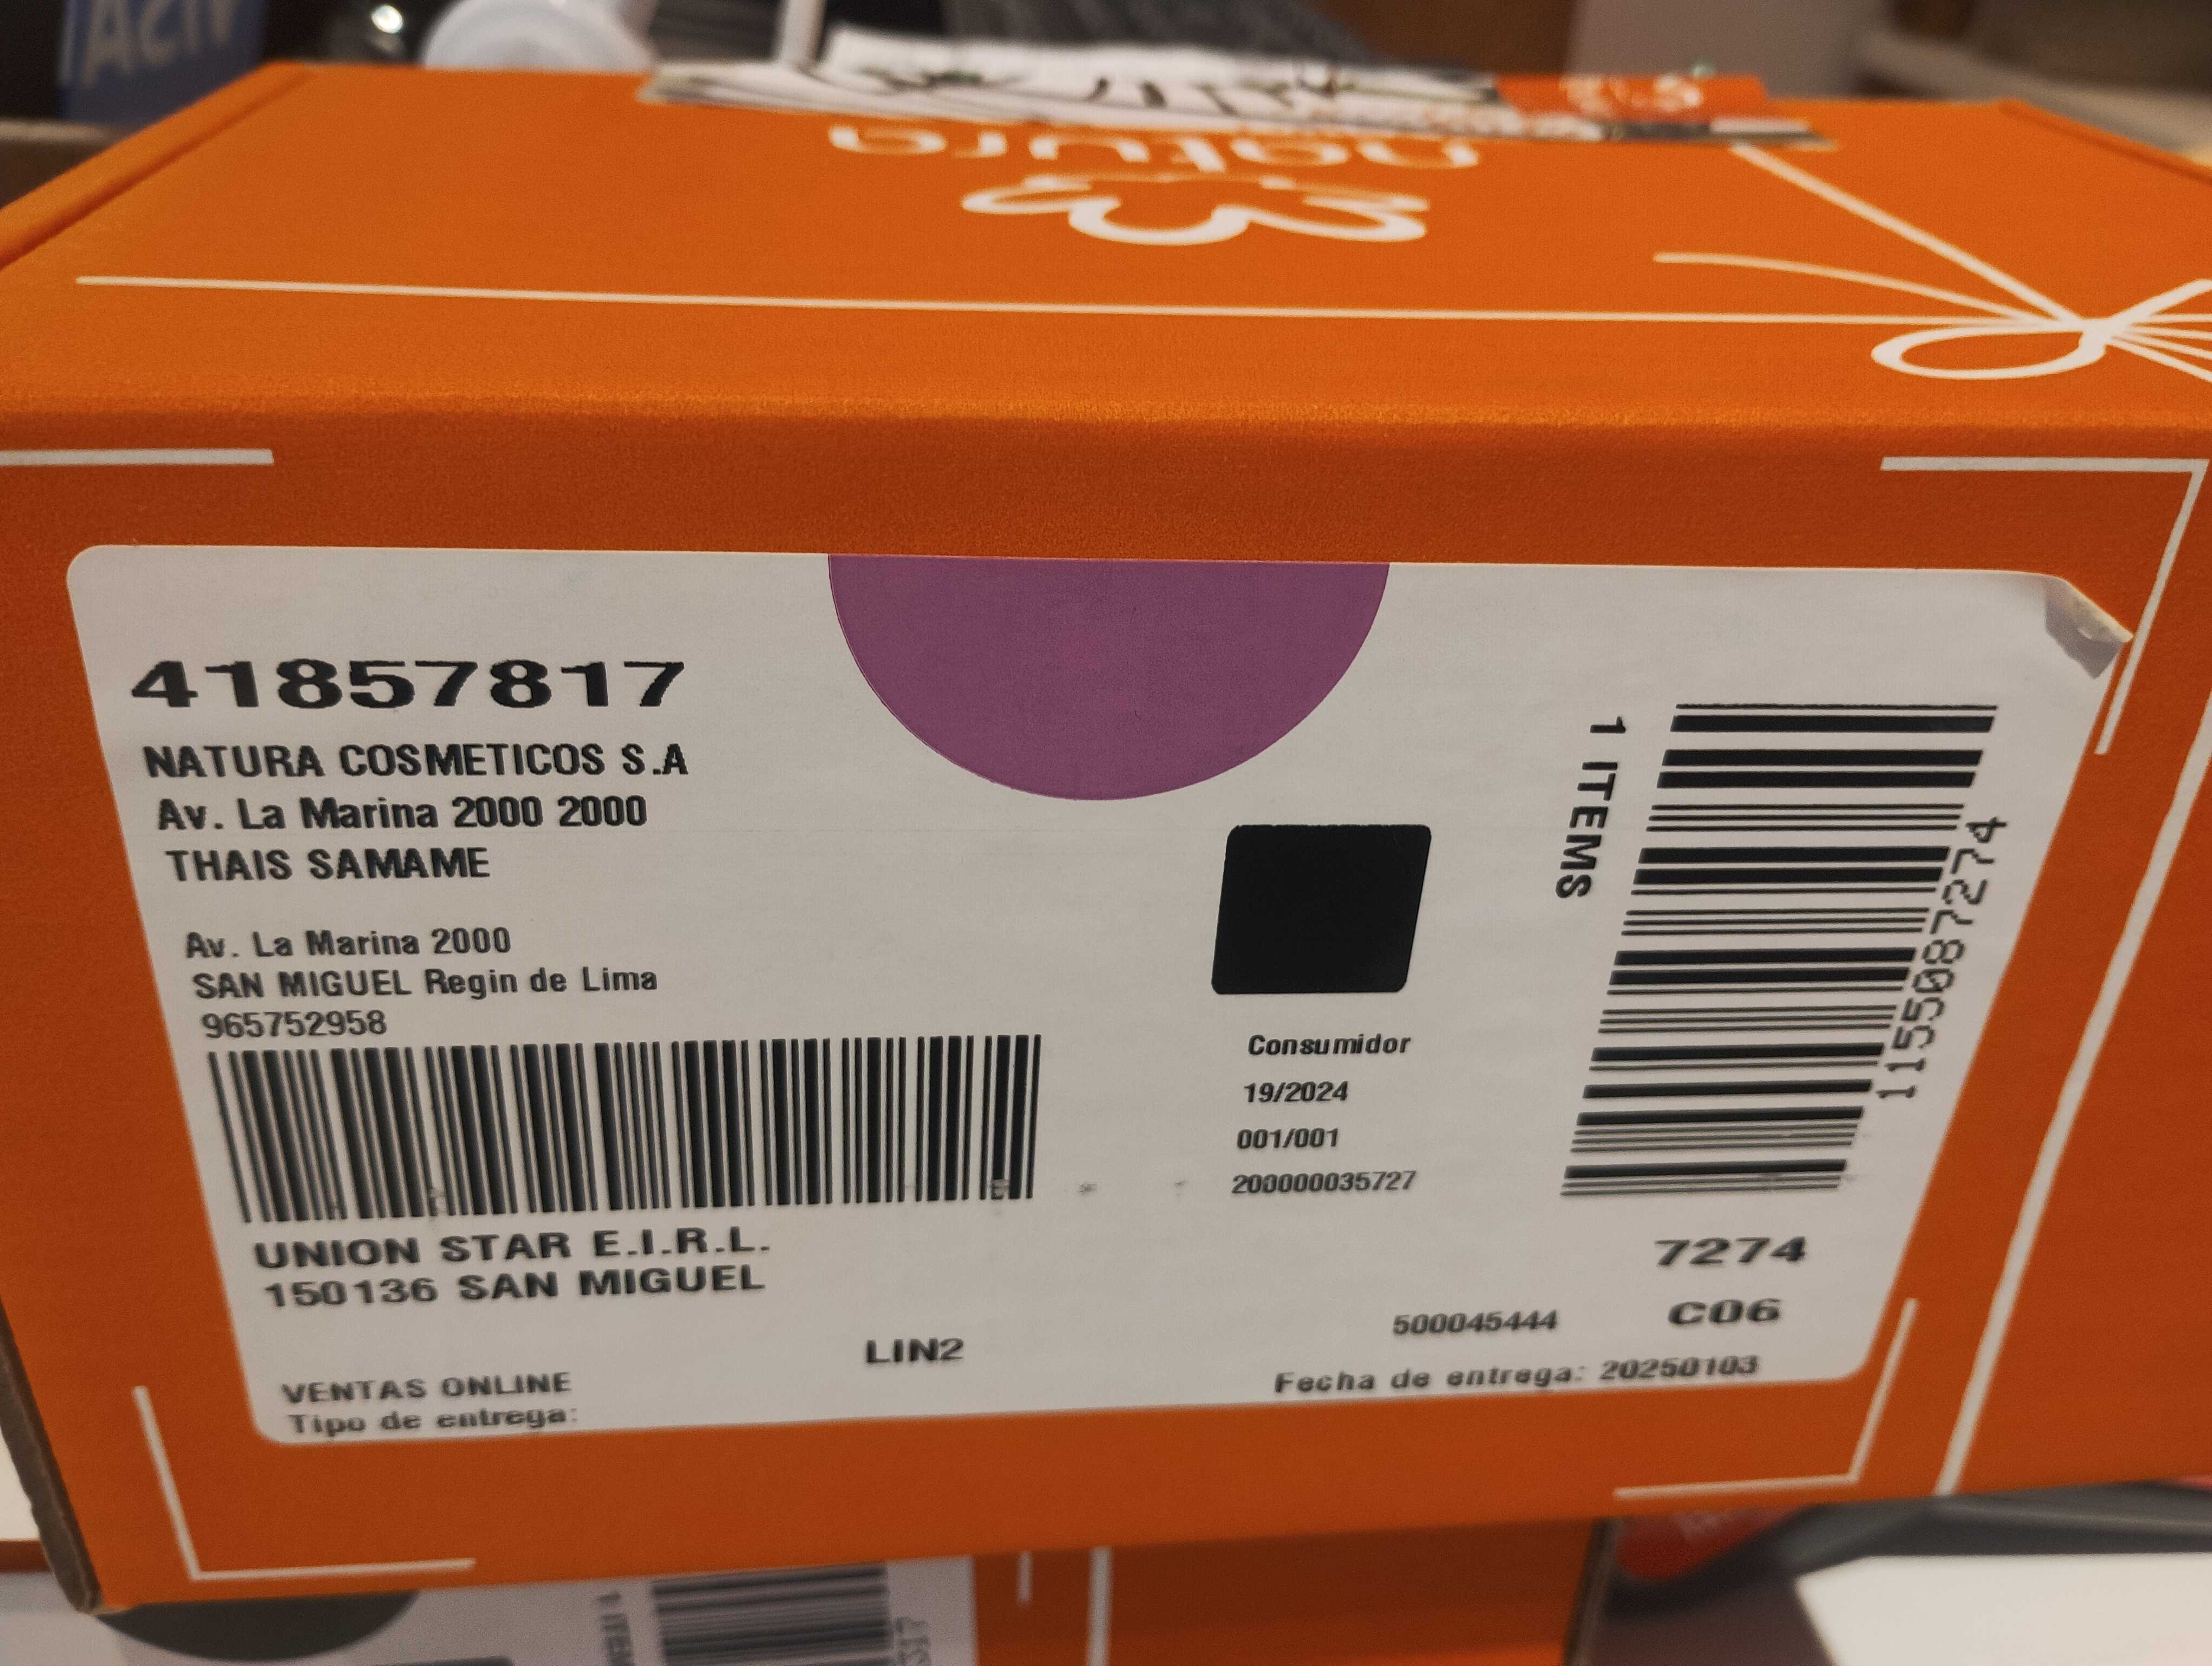 natura
41857817
NATURA COSMETICOS S.A
Av. La Marina 2000 2000
THAIS SAMAME
Av. La Marina 2000
SAN MIGUEL Regin de Lima
965752958
UNION STAR E.I.R.L.
150136 SAN MIGUEL
LIN2
VENTAS ONLINE
Tipo de entrega:
Consumidor
19/2024
001/001
200000035727
1 ITEMS
1155087274
7274
C06
500045444
Fecha de entrega: 20250103